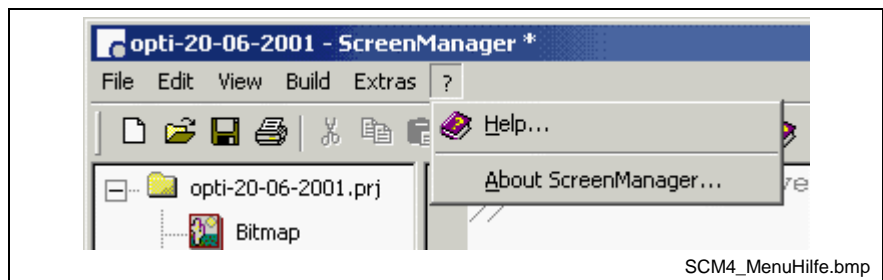 opti-20-06-2001 - ScreenManager *
File Edit View Build Extras ?
Help...
opti-20-06-2001.prj
About ScreenManager...
ve
//
Bitmap
SCM4_MenuHilfe.bmp